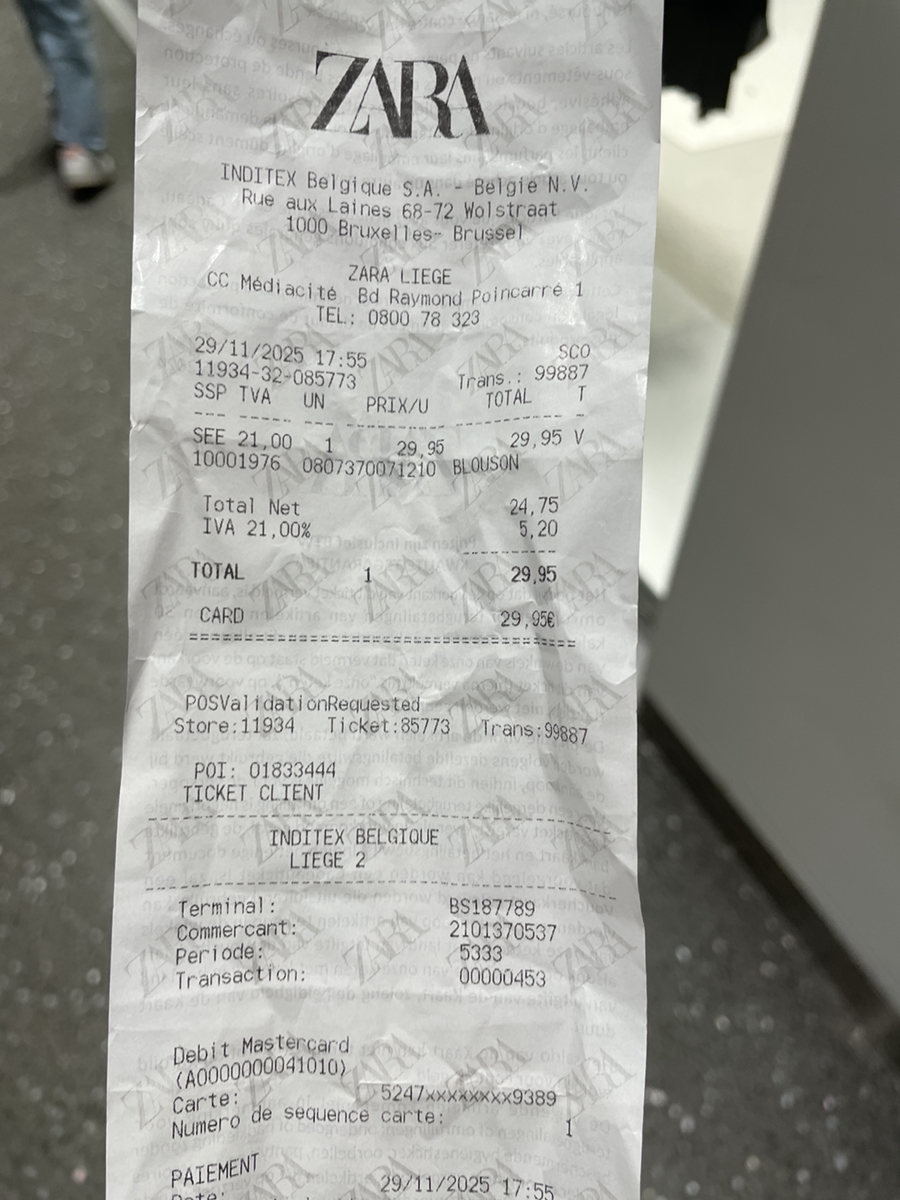 ZARA
INDITEX Belgique S.A. - België N.V.
Rue aux Laines 68-72 Wolstraat
1000 Bruxelles- Brussel
ZARA LIEGE
CC Médiacité Bd Raymond Poincarré 1
TEL.: 0800 78 323
29/11/2025 17:55 SCO
11934-32-085773 Trans.: 99887
SSP TVA UN PRIX/U TOTAL T
SEE 21,00 1 29,95 29,95 V
10001976 0807370071210 BLOUSON
Total Net 24,75
IVA 21,00% 5,20
TOTAL 1 29,95
CARD 29,95€
POSValidationRequested
Store:11934 Ticket:85773 Trans:99887
POI: 01833444
TICKET CLIENT
INDITEX BELGIQUE
LIEGE 2
Terminal: BS187789
Commercant: 2101370537
Periode: 5333
Transaction: 00000453
Debit Mastercard
(A0000000041010)
Carte: 5247xxxxxxxx9389
Numero de sequence carte: 1
PAIEMENT
Date: 29/11/2025 17:55